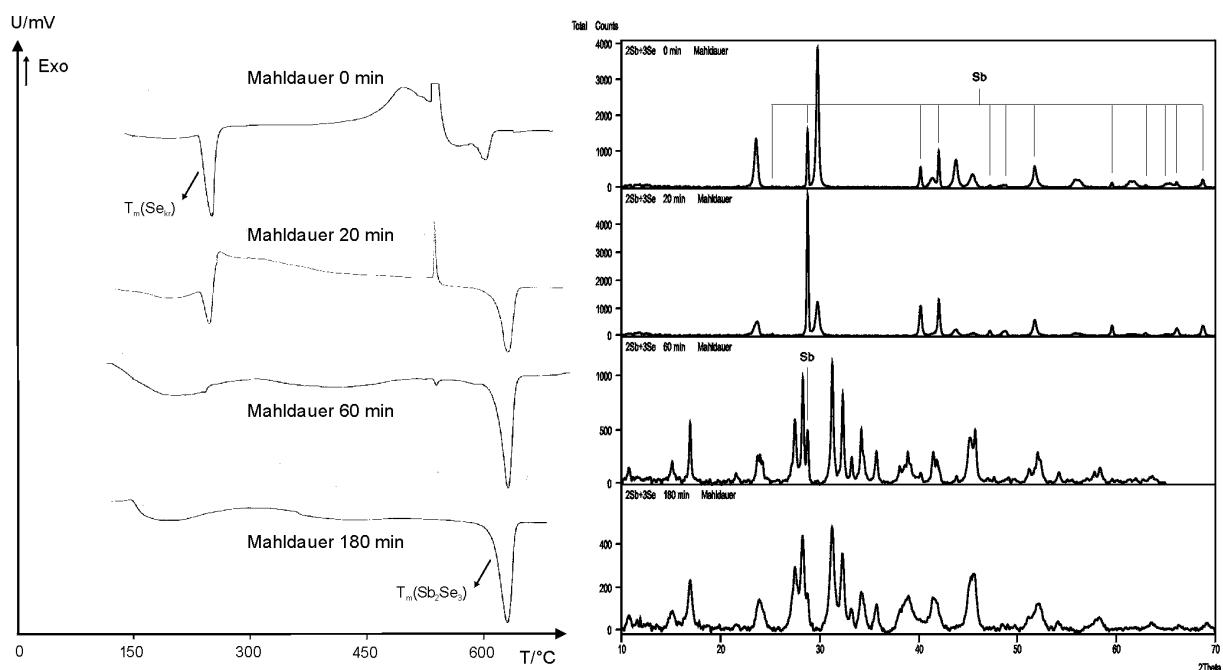 U/mV
Exo
Mahldauer 0 min
Tm(Sekr)
Mahldauer 20 min
Mahldauer 60 min
Mahldauer 180 min
Tm(Sb2Se3)
0
150
300
450
600
T/°C
Total Counts
2Sb+3Se 0 min Mahldauer
Sb
4000
3000
2000
1000
0
2Sb+3Se 20 min Mahldauer
4000
3000
2000
1000
0
2Sb+3Se 60 min Mahldauer
Sb
1000
500
0
2Sb+3Se 180 min Mahldauer
400
200
0
10
20
30
40
50
60
70
2Theta